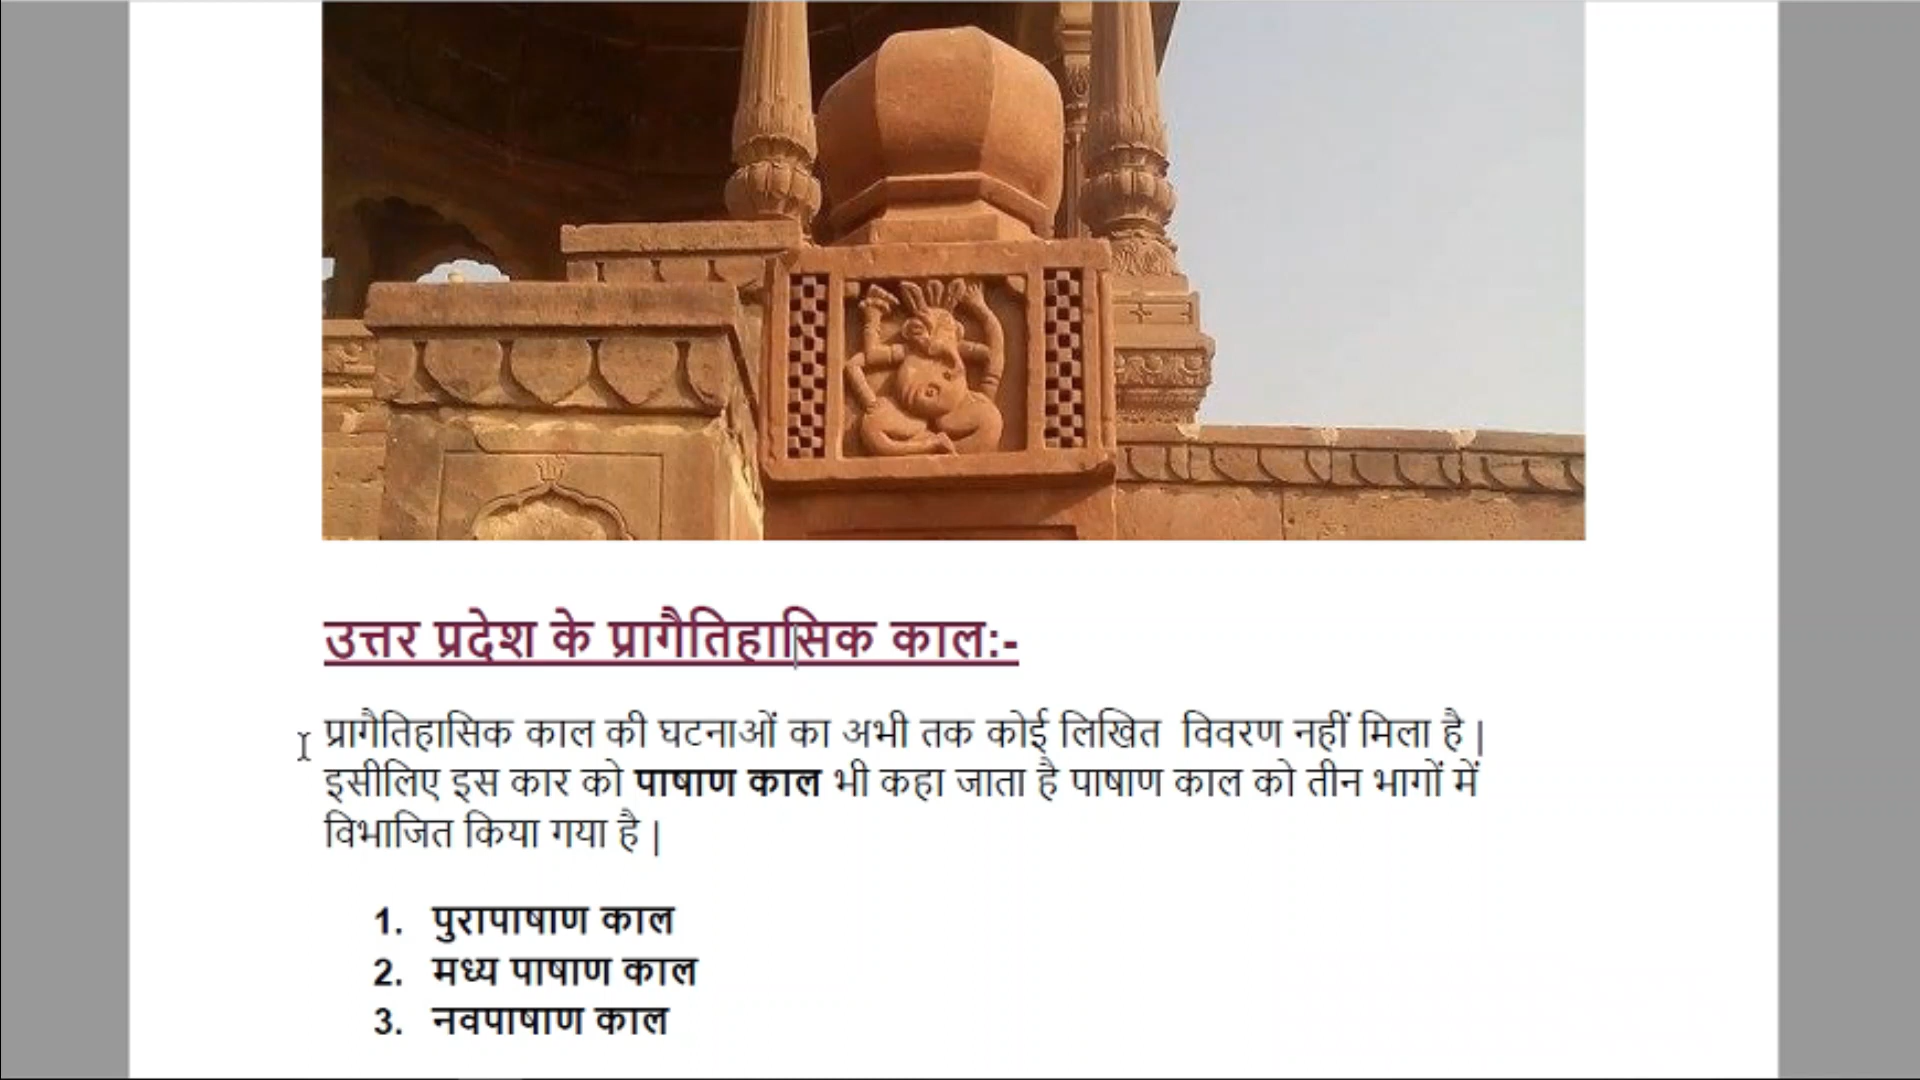 उत्तर प्रदेश के प्रागैतिहासिक काल:-
प्रागैतिहासिक काल की घटनाओं का अभी तक कोई लिखित विवरण नहीं मिला है |
इसीलिए इस कार को पाषाण काल भी कहा जाता है पाषाण काल को तीन भागों में
विभाजित किया गया है |
1. पुरापाषाण काल
2. मध्य पाषाण काल
3. नवपाषाण काल